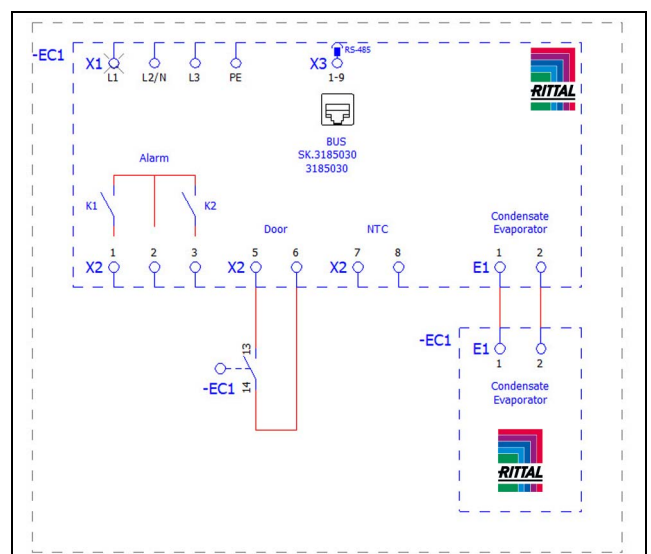 -EC1
X1
L1
L2/N
L3
PE
X3
RS-485
1-9
RITTAL
BUS
SK.3185030
3185030
Alarm
K1
K2
Door
NTC
Condensate
Evaporator
X2
1
2
3
X2
5
6
X2
7
8
E1
1
2
-EC1
E1
1
2
13
14
-EC1
Condensate
Evaporator
RITTAL